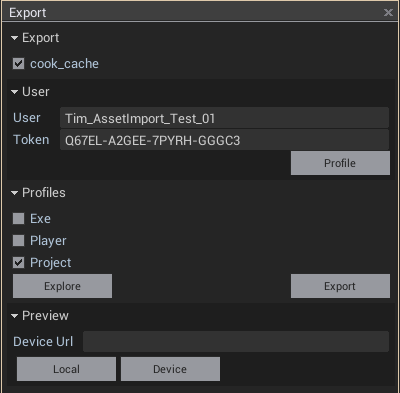 Export
Export
cook_cache
User
User Tim_AssetImport_Test_01
Token Q67EL-A2GEE-7PYRH-GGGC3
Profile
Profiles
Exe
Player
Project
Explore Export
Preview
Device Url
Local Device